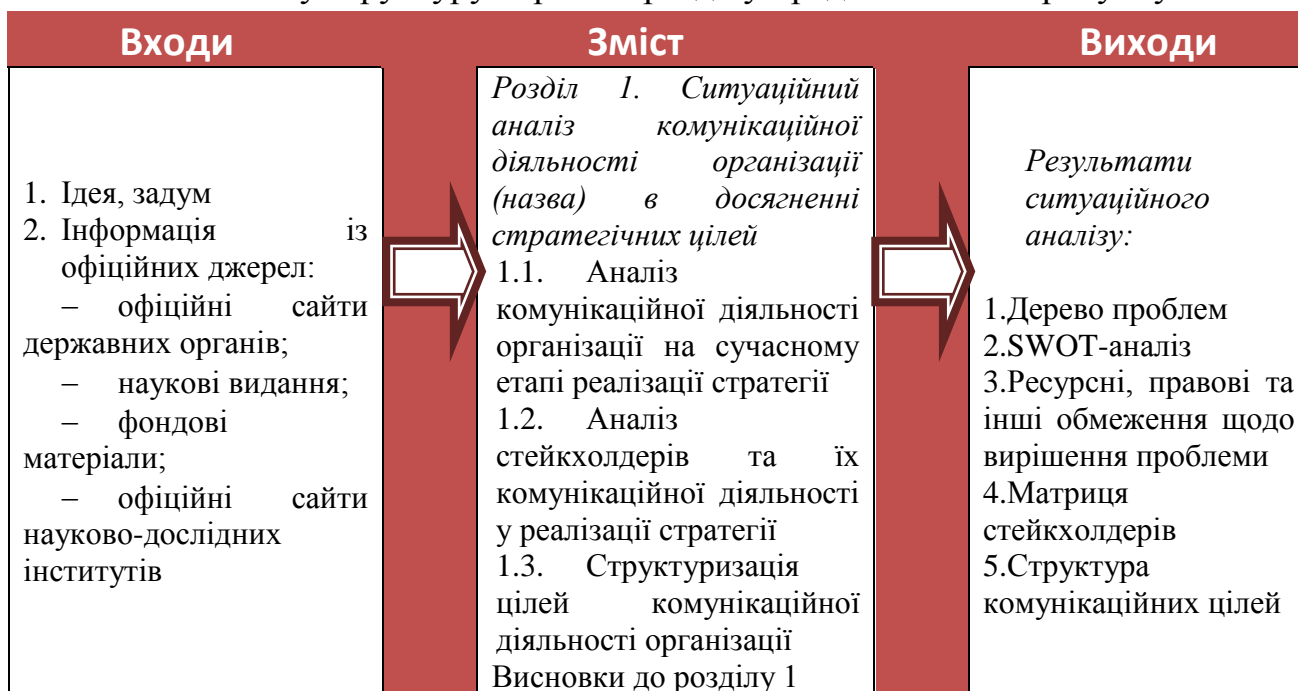 Входи
Зміст
Виходи
1. Ідея, задум
2. Інформація із
офіційних джерел:
– офіційні сайти
державних органів;
– наукові видання;
– фондові
матеріали;
– офіційні сайти
науково-дослідних
інститутів
Розділ 1. Ситуаційний
аналіз комунікаційної
діяльності організації
(назва) в досягненні
стратегічних цілей
1.1. Аналіз
комунікаційної діяльності
організації на сучасному
етапі реалізації стратегії
1.2. Аналіз
стейкхолдерів та їх
комунікаційної діяльності
у реалізації стратегії
1.3. Структуризація
цілей комунікаційної
діяльності організації
Висновки до розділу 1
Результати
ситуаційного
аналізу:
1.Дерево проблем
2.SWOT-аналіз
3.Ресурсні, правові та
інші обмеження щодо
вирішення проблеми
4.Матриця
стейкхолдерів
5.Структура
комунікаційних цілей